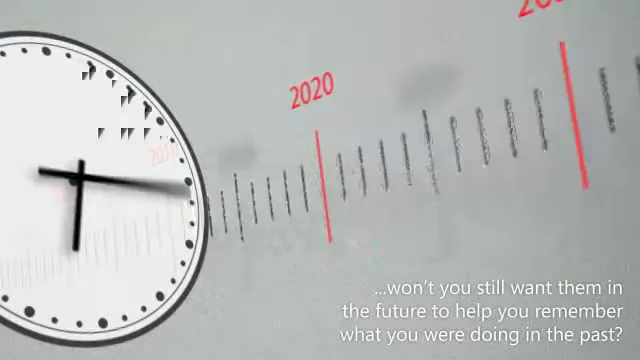 2020
...won't you still want them in
the future to help you remember
what you were doing in the past?